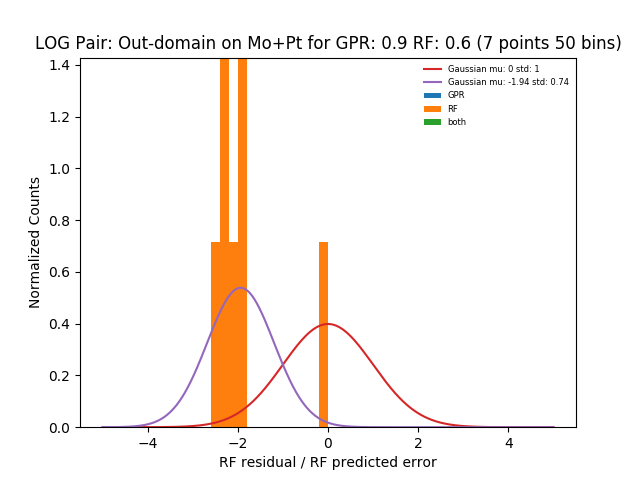 LOG Pair: Out-domain on Mo+Pt for GPR: 0.9 RF: 0.6 (7 points 50 bins)
Gaussian mu: 0 std: 1
Gaussian mu: -1.94 std: 0.74
GPR
RF
both
Normalized Counts
1.4
1.2
1.0
0.8
0.6
0.4
0.2
0.0
−4 −2 0 2 4
RF residual / RF predicted error